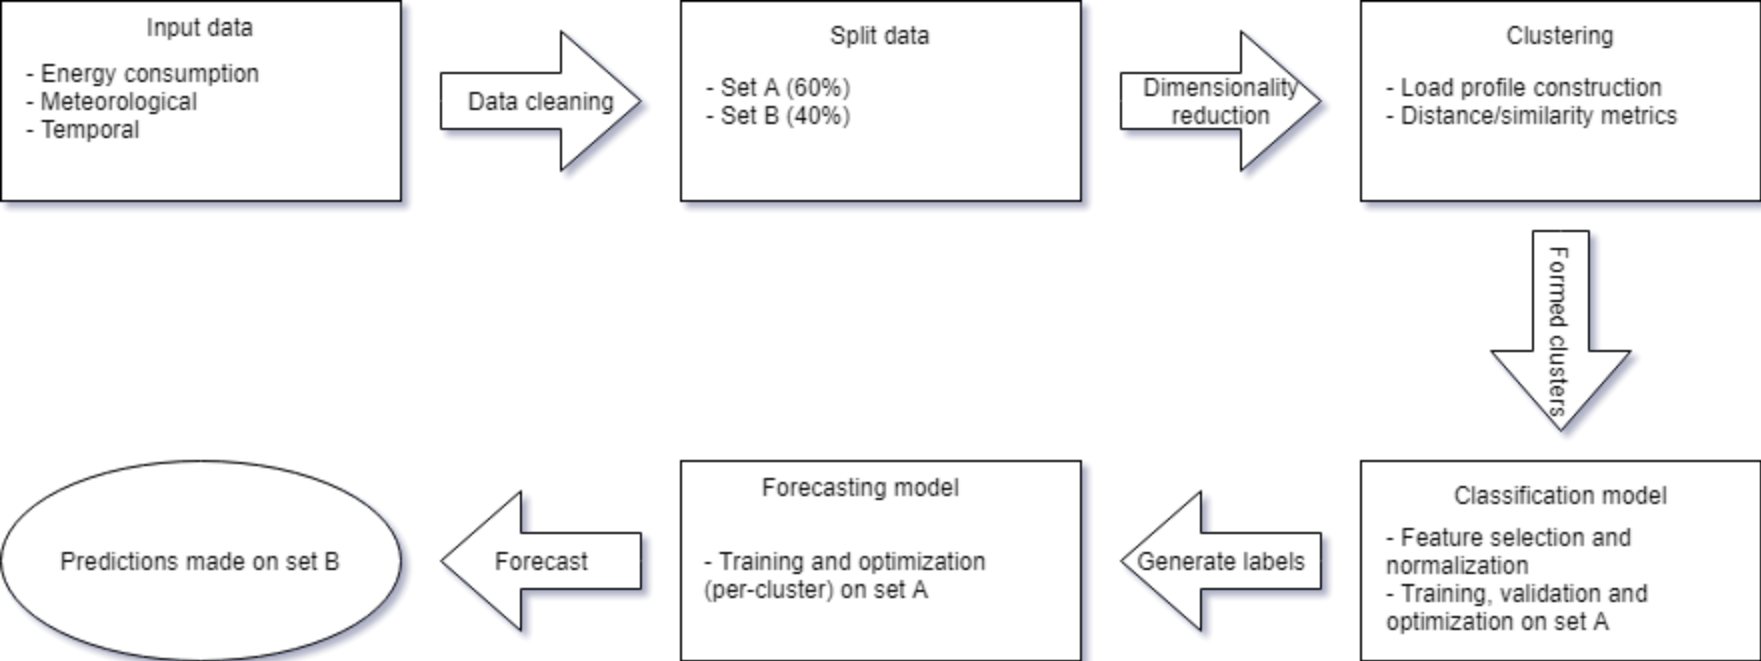 Input data
- Energy consumption
- Meteorological
- Temporal
Data cleaning
Split data
- Set A (60%)
- Set B (40%)
Dimensionality
reduction
Clustering
- Load profile construction
- Distance/similarity metrics
Formed clusters
Classification model
- Feature selection and
normalization
- Training, validation and
optimization on set A
Generate labels
Forecasting model
- Training and optimization
(per-cluster) on set A
Forecast
Predictions made on set B